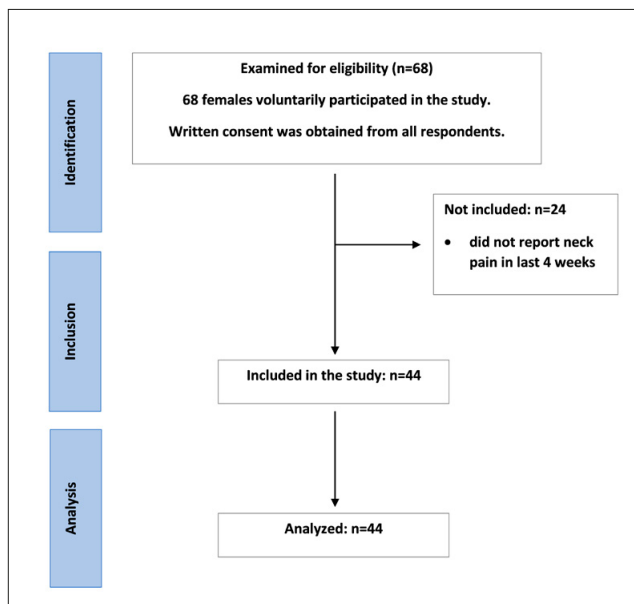 Identification
Examined for eligibility (n=68)
68 females voluntarily participated in the study.
Written consent was obtained from all respondents.
Not included: n=24
• did not report neck
pain in last 4 weeks
Inclusion
Included in the study: n=44
Analysis
Analyzed: n=44